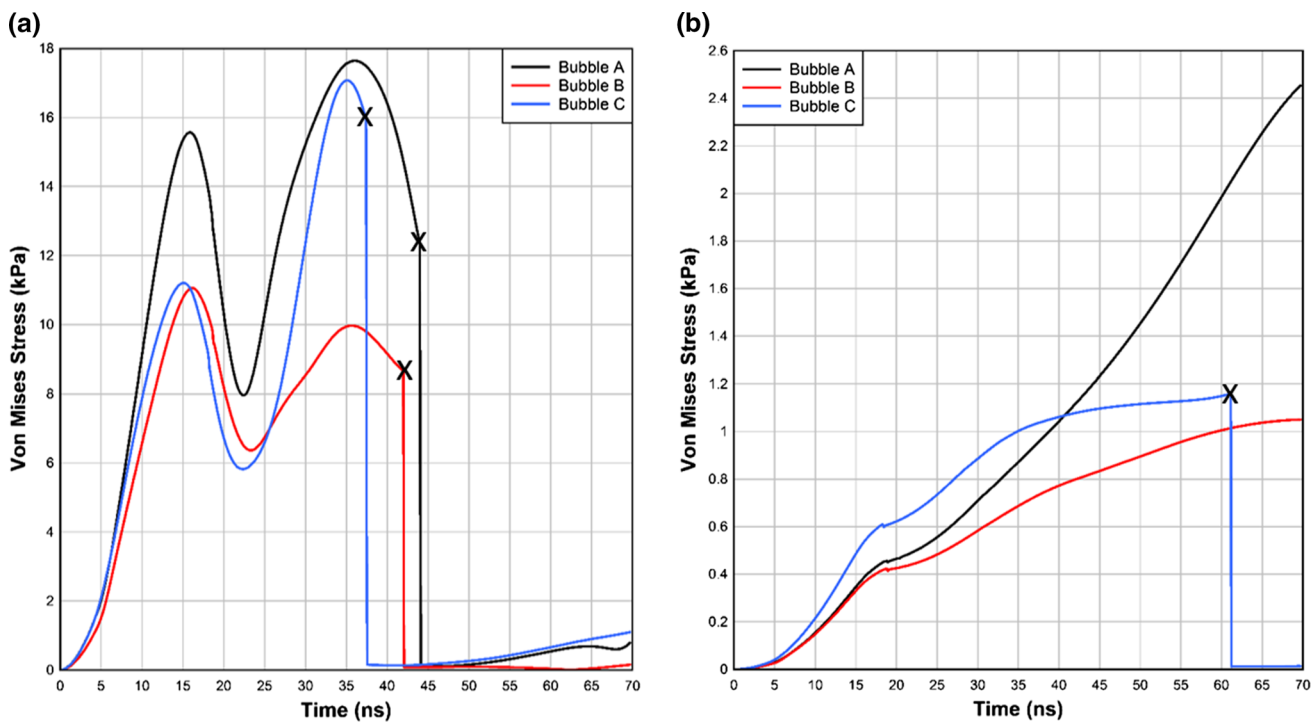 (a)
18
16
14
12
10
8
6
4
2
0
Von Mises Stress (kPa)
Bubble A
Bubble B
Bubble C
X
X
X
0 5 10 15 20 25 30 35 40 45 50 55 60 65 70
Time (ns)
(b)
2.6
2.4
2.2
2
1.8
1.6
1.4
1.2
1
0.8
0.6
0.4
0.2
0
Von Mises Stress (kPa)
Bubble A
Bubble B
Bubble C
X
0 5 10 15 20 25 30 35 40 45 50 55 60 65 70
Time (ns)